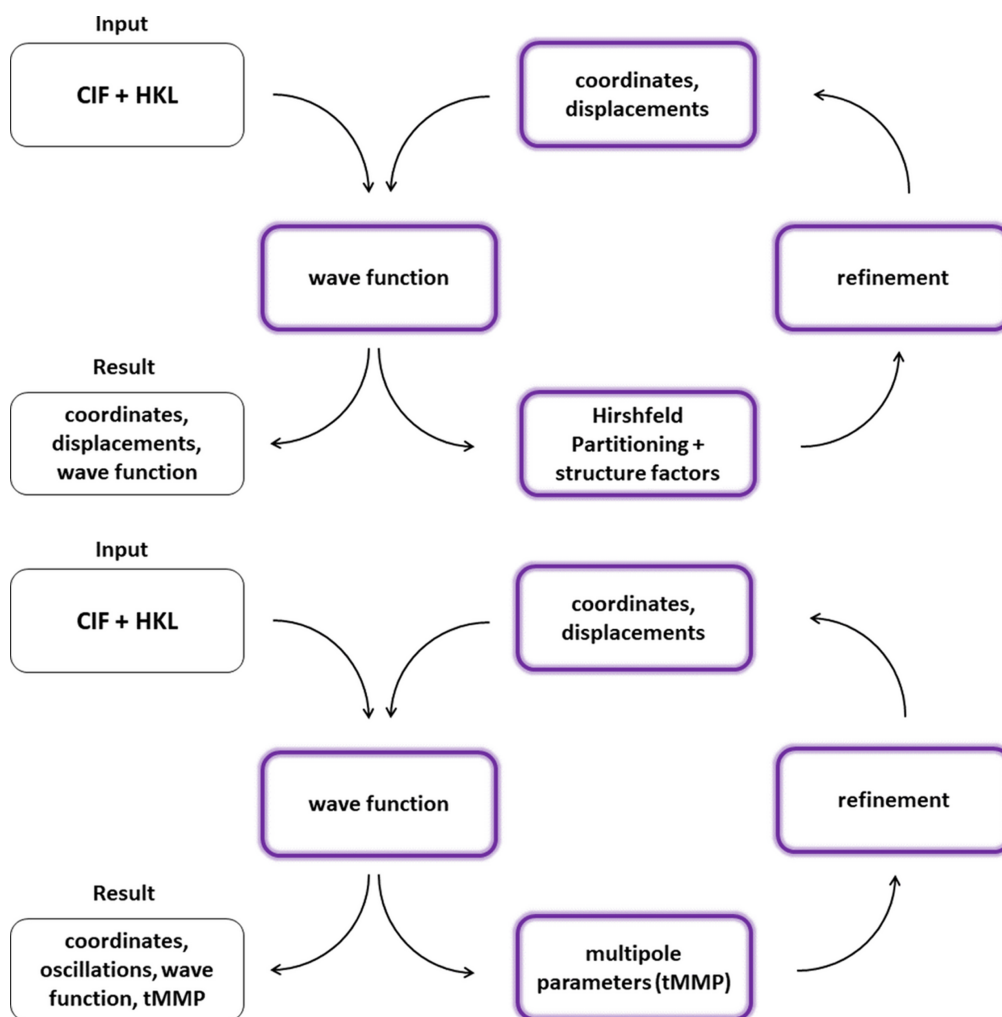 Input
CIF + HKL
coordinates,
displacements
wave function
refinement
Result
coordinates,
displacements,
wave function
Hirshfeld
Partitioning +
structure factors
Input
CIF + HKL
coordinates,
displacements
wave function
refinement
Result
coordinates,
oscillations, wave
function, tMMP
multipole
parameters (tMMP)